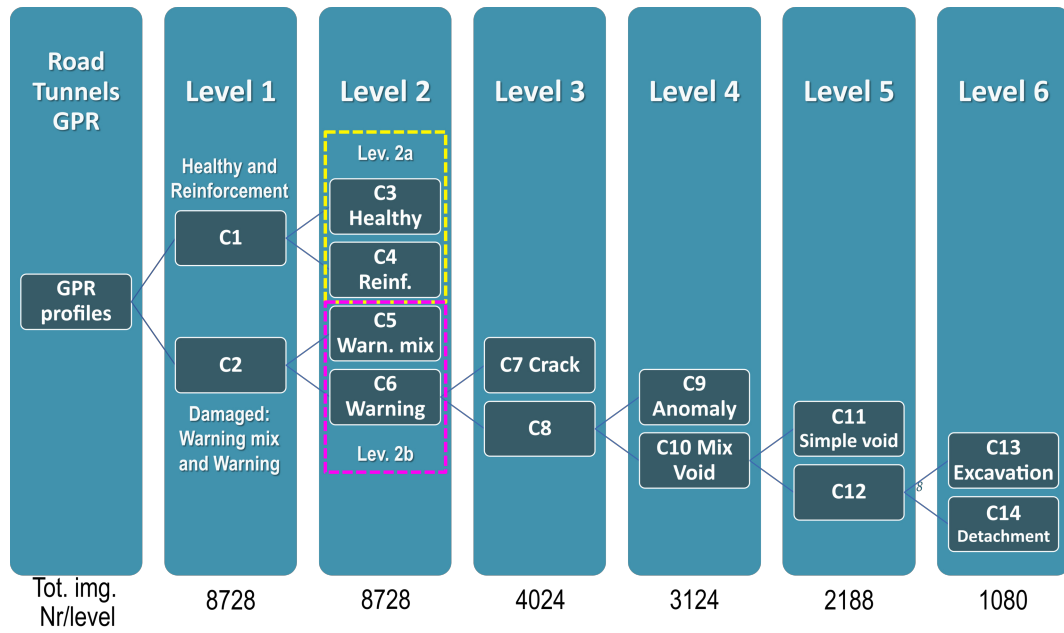 Road
Tunnels
GPR
GPR
profiles
Tot. img.
Nr/level
Level 1
Healthy and
Reinforcement
C1
C2
Damaged:
Warning mix
and Warning
8728
Level 2
Lev. 2a
C3
Healthy
C4
Reinf.
C5
Warn. mix
C6
Warning
Lev. 2b
8728
Level 3
C7 Crack
C8
4024
Level 4
C9
Anomaly
C10 Mix
Void
3124
Level 5
C11
Simple void
C12
2188
Level 6
8
C13
Excavation
C14
Detachment
1080